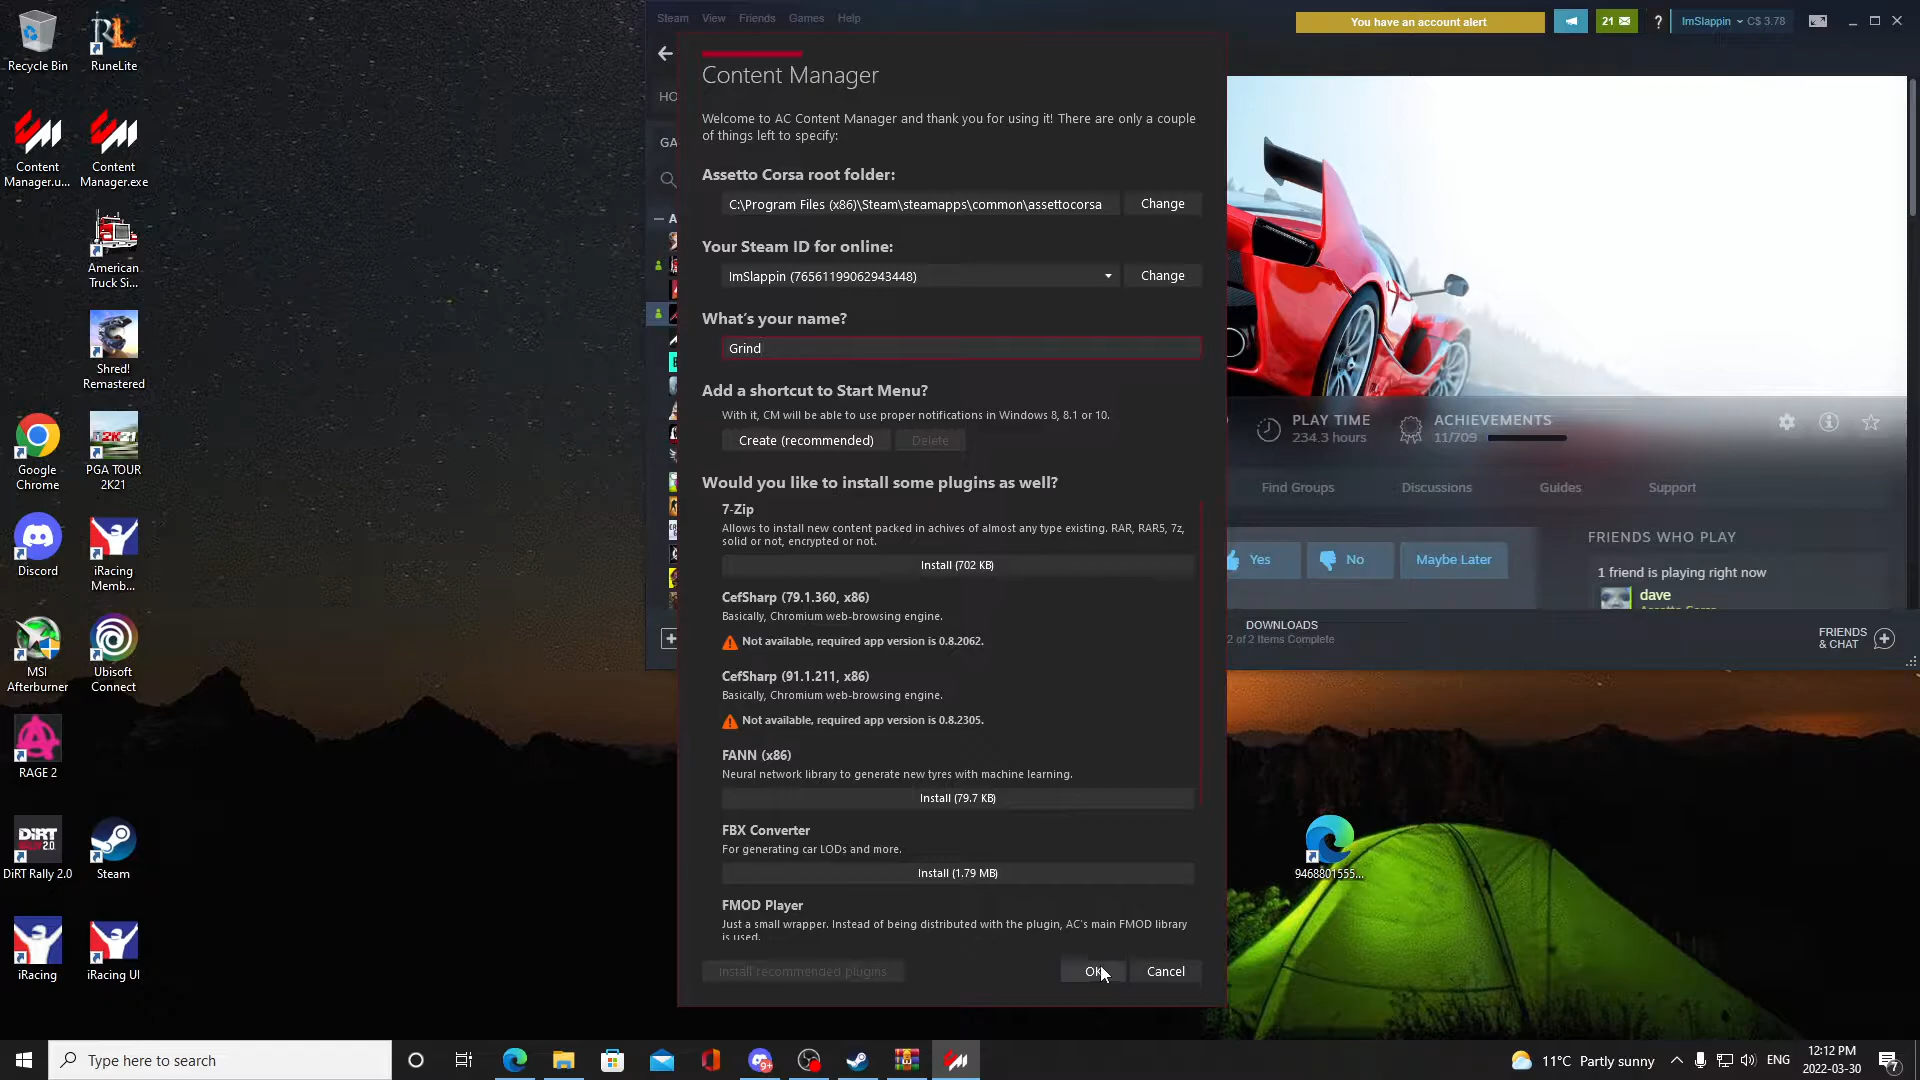 Recycle Bin
RuneLite
Content
Manager.u...
Content
Manager.exe
American
Truck Si...
Shred!
Remastered
Google
Chrome
PGA TOUR
2K21
Discord
iRacing
Memb...
MSI
Afterburner
Ubisoft
Connect
RAGE 2
DiRT Rally 2.0
Steam
iRacing
iRacing UI
Steam
View
Friends
Games
Help
You have an account alert
21
?
ImSlappin
C$ 3.78
HO
GA
A
Content Manager
Welcome to AC Content Manager and thank you for using it! There are only a couple
of things left to specify:
Assetto Corsa root folder:
C:\Program Files (x86)\Steam\steamapps\common\assettocorsa
Change
Your Steam ID for online:
ImSlappin (76561199062943448)
Change
What's your name?
Grind
Add a shortcut to Start Menu?
With it, CM will be able to use proper notifications in Windows 8, 8.1 or 10.
Create (recommended)
Delete
Would you like to install some plugins as well?
7-Zip
Allows to install new content packed in achives of almost any type existing. RAR, RAR5, 7z,
solid or not, encrypted or not.
Install (702 KB)
CefSharp (79.1.360, x86)
Basically, Chromium web-browsing engine.
Not available, required app version is 0.8.2062.
CefSharp (91.1.211, x86)
Basically, Chromium web-browsing engine.
Not available, required app version is 0.8.2305.
FANN (x86)
Neural network library to generate new tyres with machine learning.
Install (79.7 KB)
FBX Converter
For generating car LODs and more.
Install (1.79 MB)
FMOD Player
Just a small wrapper. Instead of being distributed with the plugin, AC's main FMOD library
is used.
Install recommended plugins
OK
Cancel
PLAY TIME
234.3 hours
ACHIEVEMENTS
11/709
Find Groups
Discussions
Guides
Support
Yes
No
Maybe Later
FRIENDS WHO PLAY
1 friend is playing right now
dave
Assetto Corsa
DOWNLOADS
2 of 2 Items Complete
FRIENDS
& CHAT
9468801555...
Type here to search
9+
11°C Partly sunny
ENG
12:12 PM
2022-03-30
7